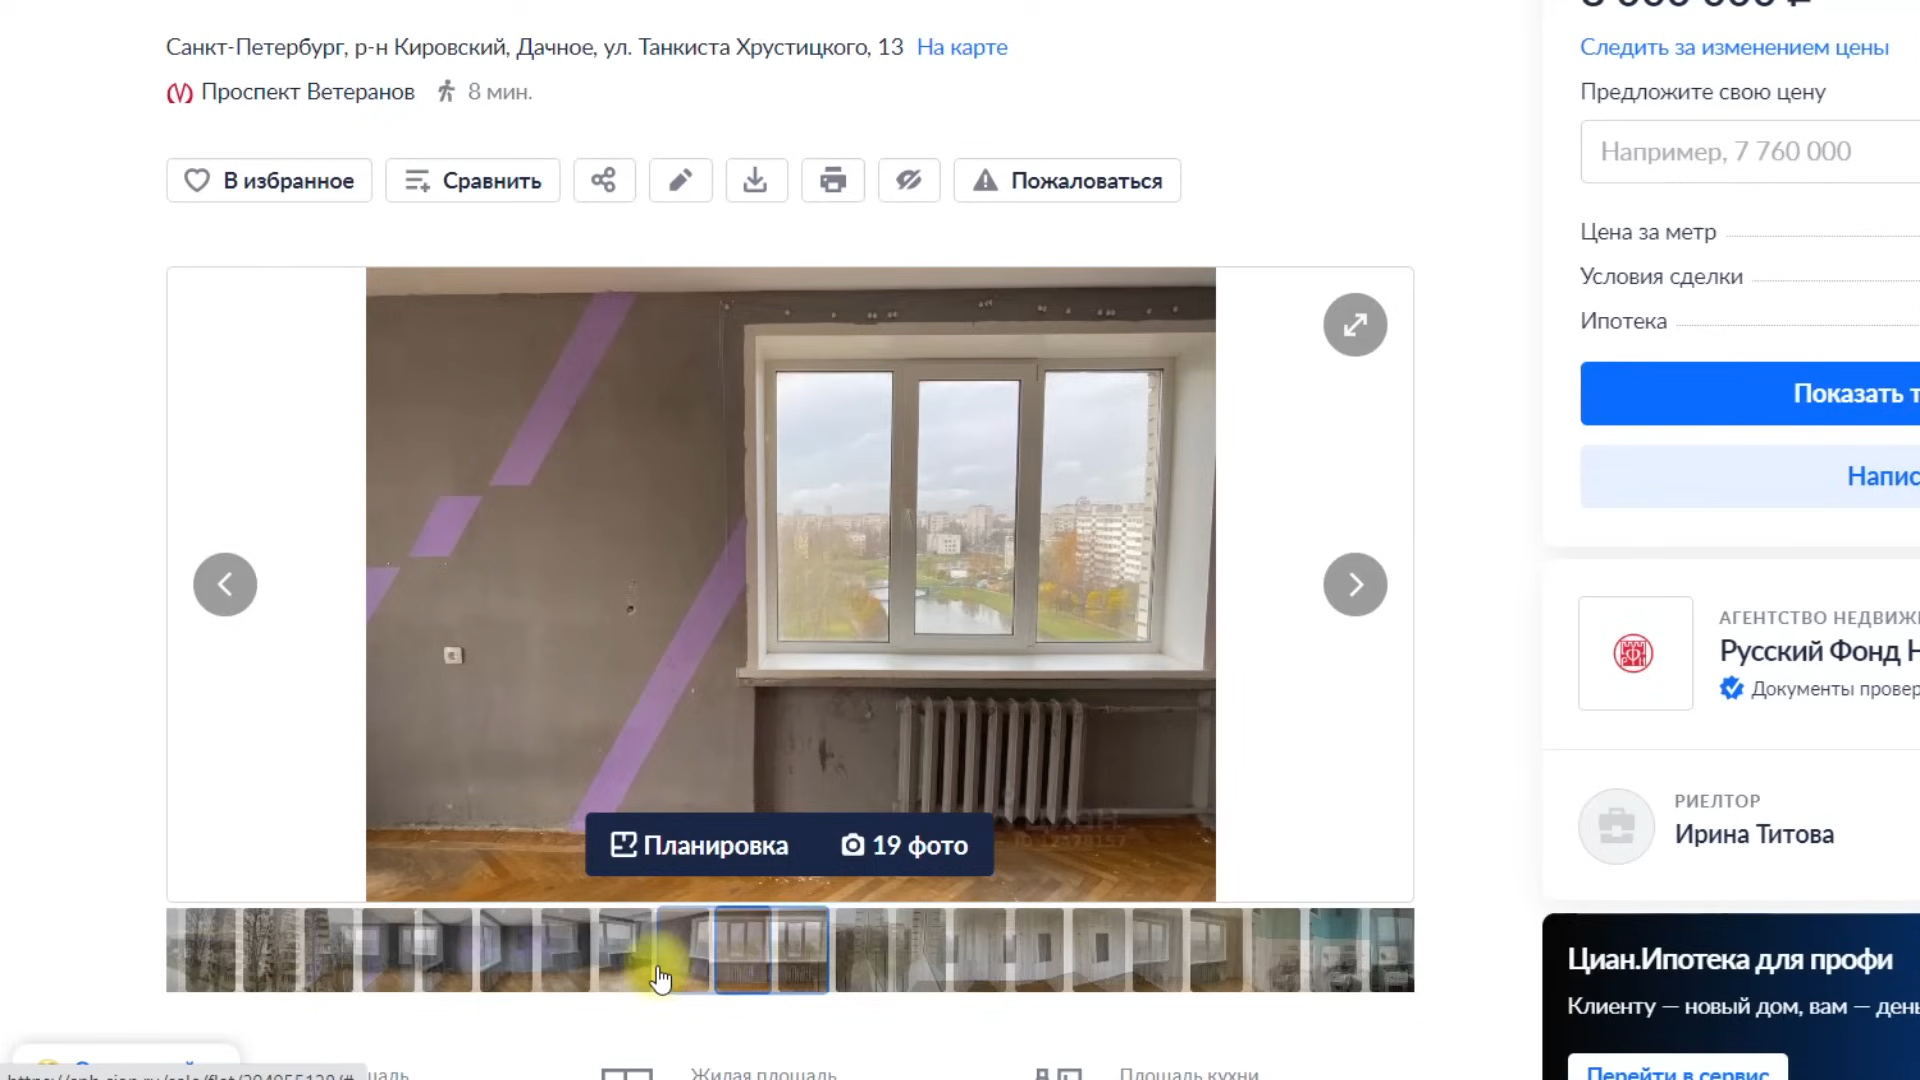 Санкт-Петербург, р-н Кировский, Дачное, ул. Танкиста Хрустицкого, 13 На карте
Проспект Ветеранов 8 мин.
В избранное Сравнить Пожаловаться
Планировка 19 фото
Жилая площадь
Площадь кухни
Следить за изменением цены
Предложите свою цену
Например, 7 760 000
Цена за метр
Условия сделки
Ипотека
Показать т
Напис
АГЕНТСТВО НЕДВИЖ
Русский Фонд Н
Документы провер
РИЕЛТОР
Ирина Титова
Циан.Ипотека для профи
Клиенту — новый дом, вам — ден
Перейти в сервис